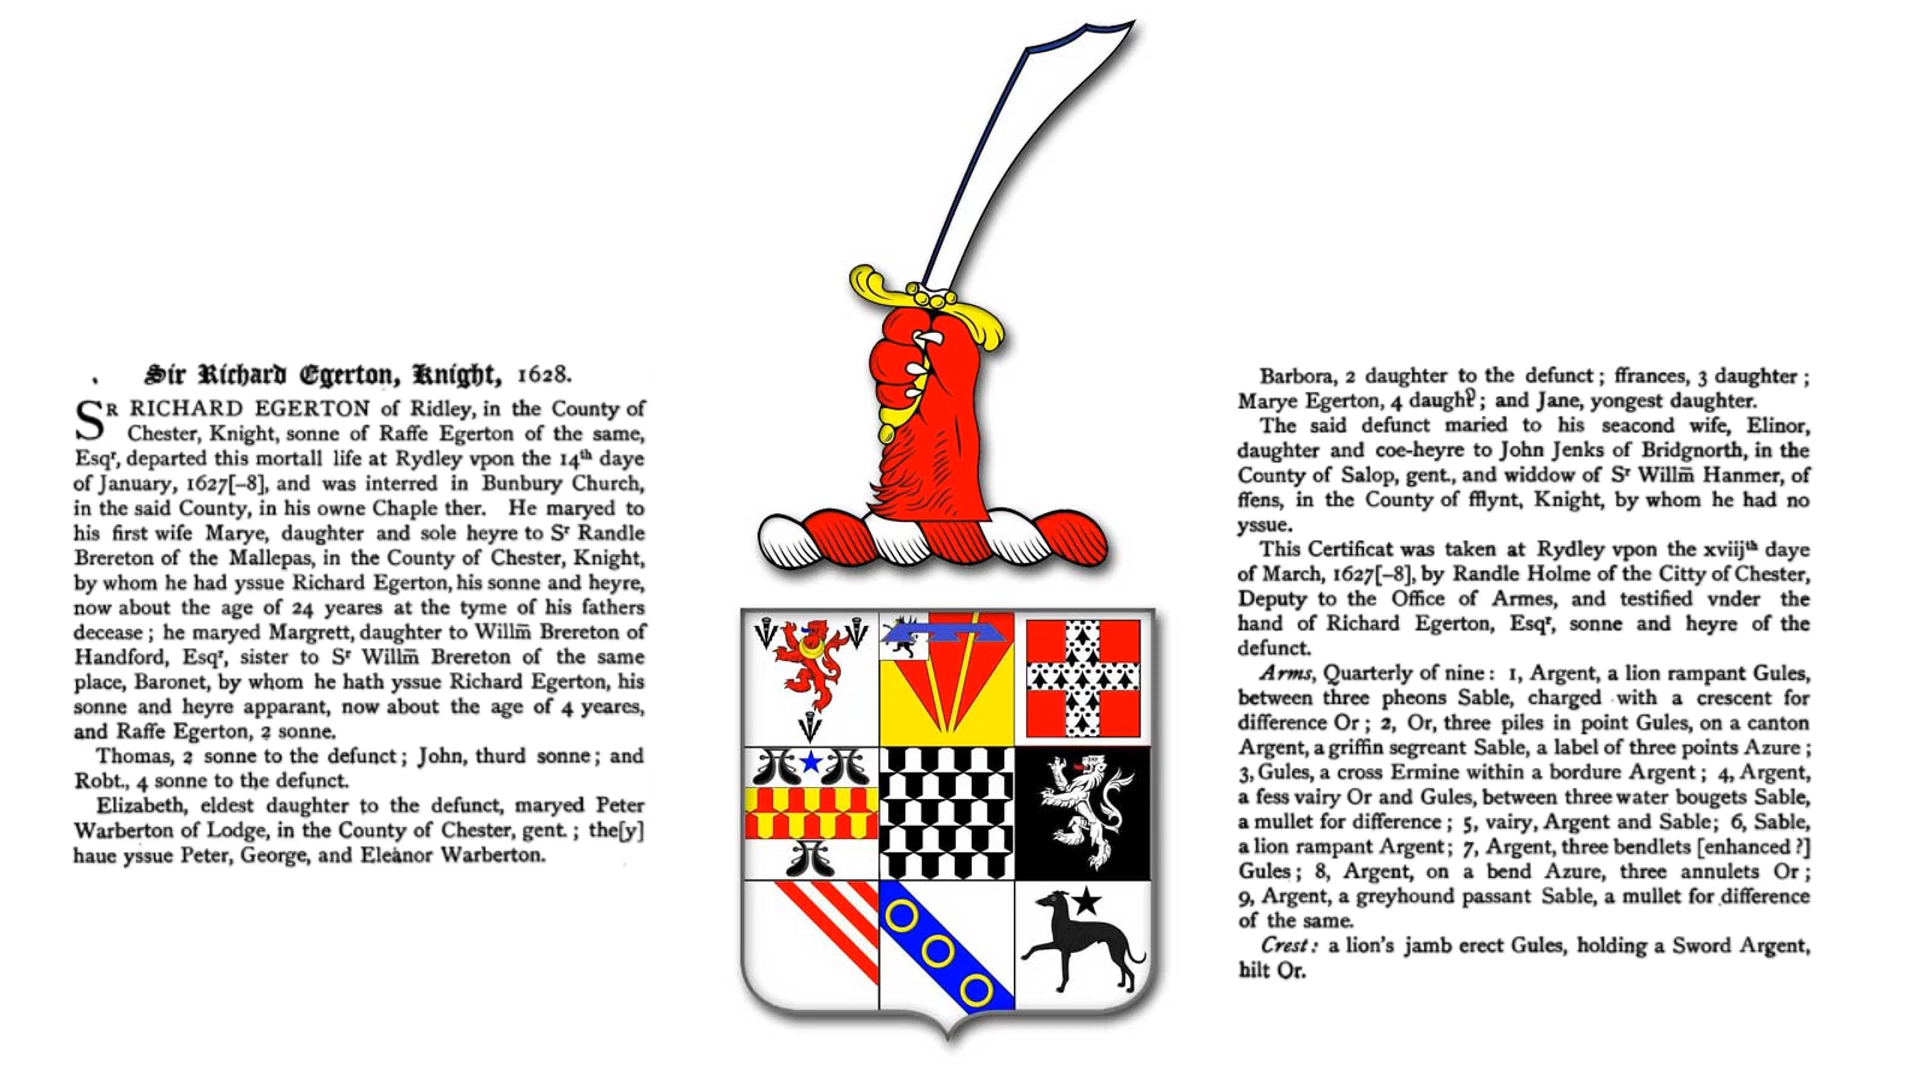 Sir Richard Egerton, Knight, 1628.
SR RICHARD EGERTON of Ridley, in the County of
Chester, Knight, sonne of Raffe Egerton of the same,
Esqʳ, departed this mortall life at Rydley vpon the 14ᵗʰ daye
of January, 1627[–8], and was interred in Bunbury Church,
in the said County, in his owne Chaple ther. He maryed to
his first wife Marye, daughter and sole heyre to Sʳ Randle
Brereton of the Mallepas, in the County of Chester, Knight,
by whom he had yssue Richard Egerton, his sonne and heyre,
now about the age of 24 yeares at the tyme of his fathers
decease; he maryed Margrett, daughter to Willm̄ Brereton of
Handford, Esqʳ, sister to Sʳ Willm̄ Brereton of the same
place, Baronet, by whom he hath yssue Richard Egerton, his
sonne and heyre apparant, now about the age of 4 yeares,
and Raffe Egerton, 2 sonne.
Thomas, 2 sonne to the defunct; John, thurd sonne; and
Robt., 4 sonne to the defunct.
Elizabeth, eldest daughter to the defunct, maryed Peter
Warberton of Lodge, in the County of Chester, gent.; the[y]
haue yssue Peter, George, and Eleanor Warberton.
Barbora, 2 daughter to the defunct; ffrances, 3 daughter;
Marye Egerton, 4 daughʔ; and Jane, yongest daughter.
The said defunct maried to his seacond wife, Elinor,
daughter and coe-heyre to John Jenks of Bridgnorth, in the
County of Salop, gent., and widdow of Sʳ Willm̄ Hanmer, of
ffens, in the County of fflynt, Knight, by whom he had no
yssue.
This Certificat was taken at Rydley vpon the xviijᵗʰ daye
of March, 1627[–8], by Randle Holme of the Citty of Chester,
Deputy to the Office of Armes, and testified vnder the
hand of Richard Egerton, Esqʳ, sonne and heyre of the
defunct.
Arms, Quarterly of nine: 1, Argent, a lion rampant Gules,
between three pheons Sable, charged with a crescent for
difference Or; 2, Or, three piles in point Gules, on a canton
Argent, a griffin segreant Sable, a label of three points Azure;
3, Gules, a cross Ermine within a bordure Argent; 4, Argent,
a fess vairy Or and Gules, between three water bougets Sable,
a mullet for difference; 5, vairy, Argent and Sable; 6, Sable,
a lion rampant Argent; 7, Argent, three bendlets [enhanced ?]
Gules; 8, Argent, on a bend Azure, three annulets Or;
9, Argent, a greyhound passant Sable, a mullet for difference
of the same.
Crest: a lion's jamb erect Gules, holding a Sword Argent,
hilt Or.